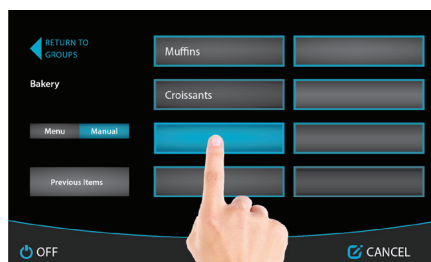 RETURN TO
GROUPS
Bakery
Menu
Manual
Previous Items
Muffins
Croissants
OFF
CANCEL